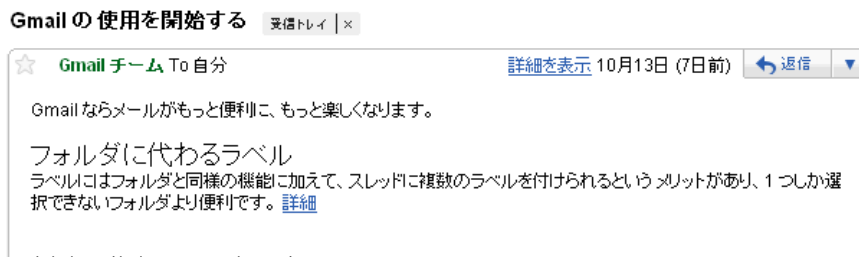 Gmail の使用を開始する 受信トレイ ×
Gmail チーム To 自分 詳細を表示 10月13日 (7日前) 返信
Gmail ならメールがもっと便利に、もっと楽しくなります。
フォルダに代わるラベル
ラベルにはフォルダと同様の機能に加えて、スレッドに複数のラベルを付けられるというメリットがあり、1 つしか選
択できないフォルダより便利です。 詳細